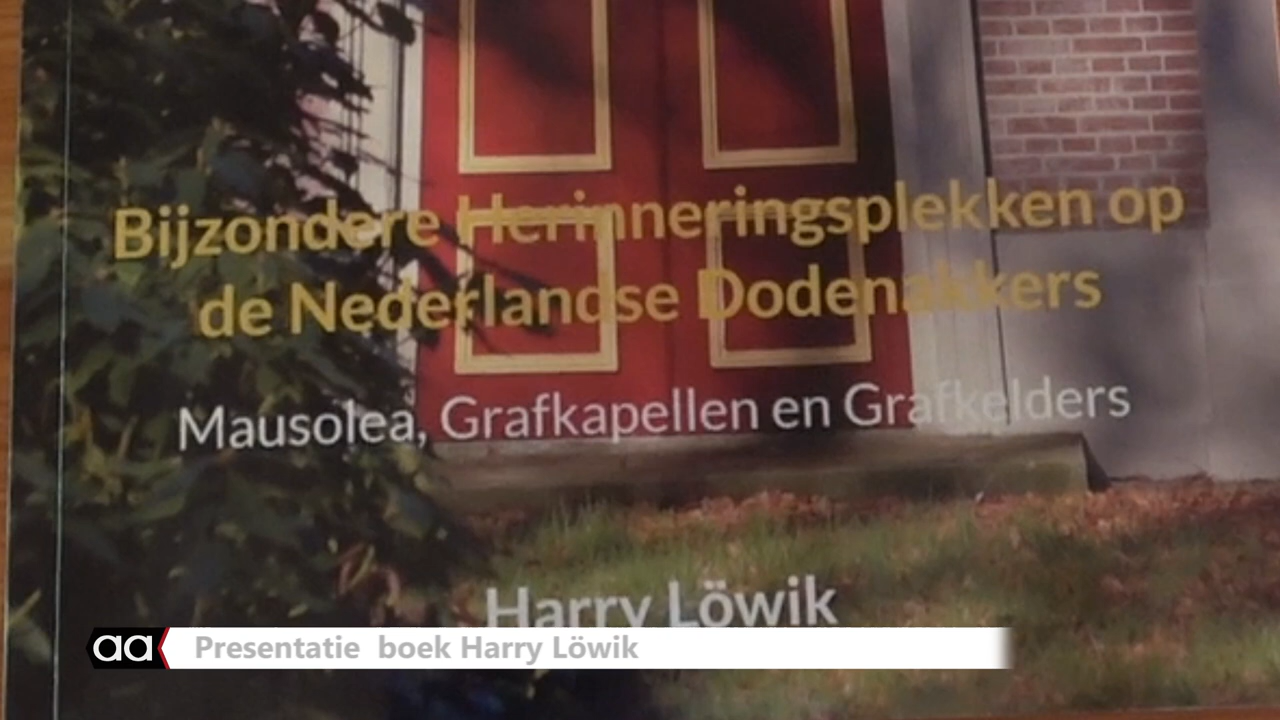 Bijzondere Herinneringsplekken op
de Nederlandse Dodenakkers
Mausolea, Grafkapellen en Grafkelders
Harry Löwik
aa Presentatie boek Harry Löwik